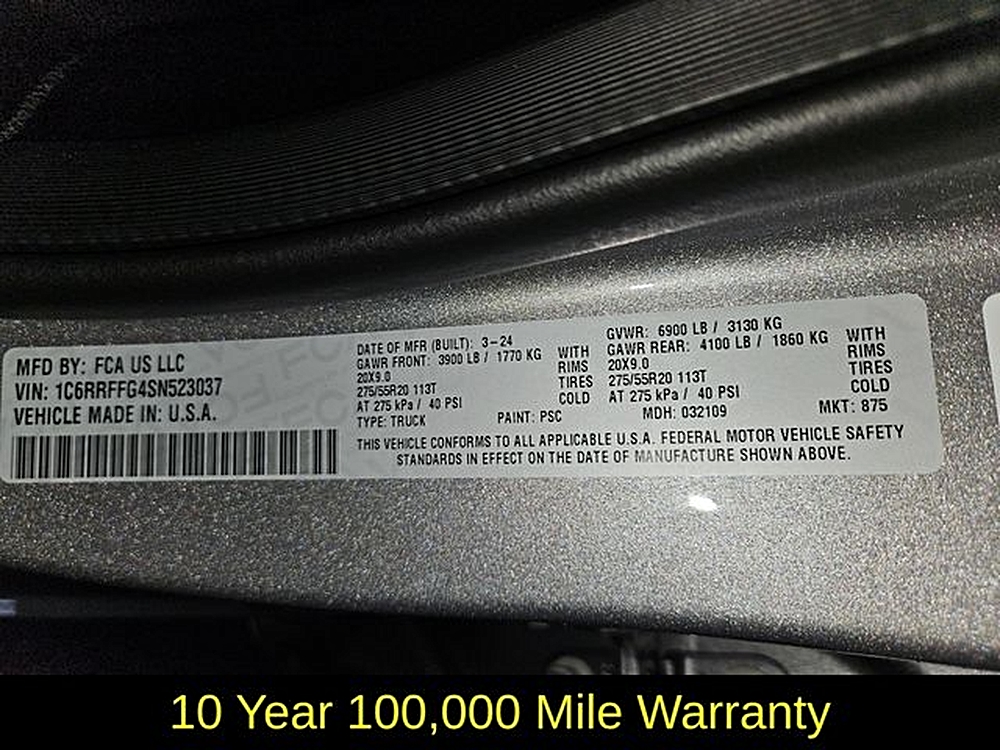 MFD BY: FCA US LLC
VIN: 1C6RRFFG4SN523037
VEHICLE MADE IN: U.S.A.
DATE OF MFR (BUILT): 3-24
GAWR FRONT: 3900 LB / 1770 KG WITH
20X9.0 RIMS
275/55R20 113T TIRES
AT 275 kPa / 40 PSI COLD
TYPE: TRUCK PAINT: PSC
GVWR: 6900 LB / 3130 KG
GAWR REAR: 4100 LB / 1860 KG WITH
20X9.0 RIMS
275/55R20 113T TIRES
AT 275 kPa / 40 PSI COLD
MDH: 032109 MKT: 875
THIS VEHICLE CONFORMS TO ALL APPLICABLE U.S.A. FEDERAL MOTOR VEHICLE SAFETY
STANDARDS IN EFFECT ON THE DATE OF MANUFACTURE SHOWN ABOVE.
10 Year 100,000 Mile Warranty